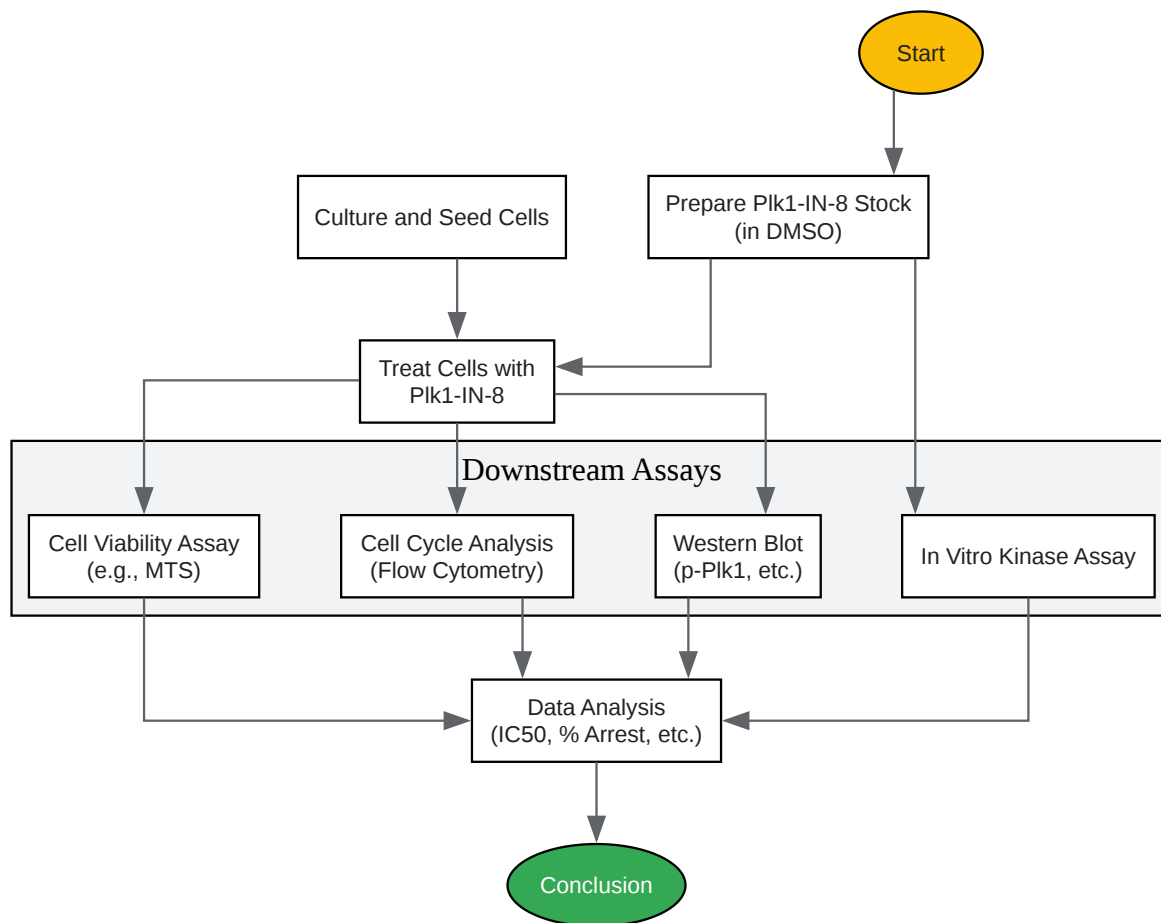 Start
Culture and Seed Cells
Prepare Plk1-IN-8 Stock
(in DMSO)
Treat Cells with
Plk1-IN-8
Downstream Assays
Cell Viability Assay
(e.g., MTS)
Cell Cycle Analysis
(Flow Cytometry)
Western Blot
(p-Plk1, etc.)
In Vitro Kinase Assay
Data Analysis
(IC50, % Arrest, etc.)
Conclusion